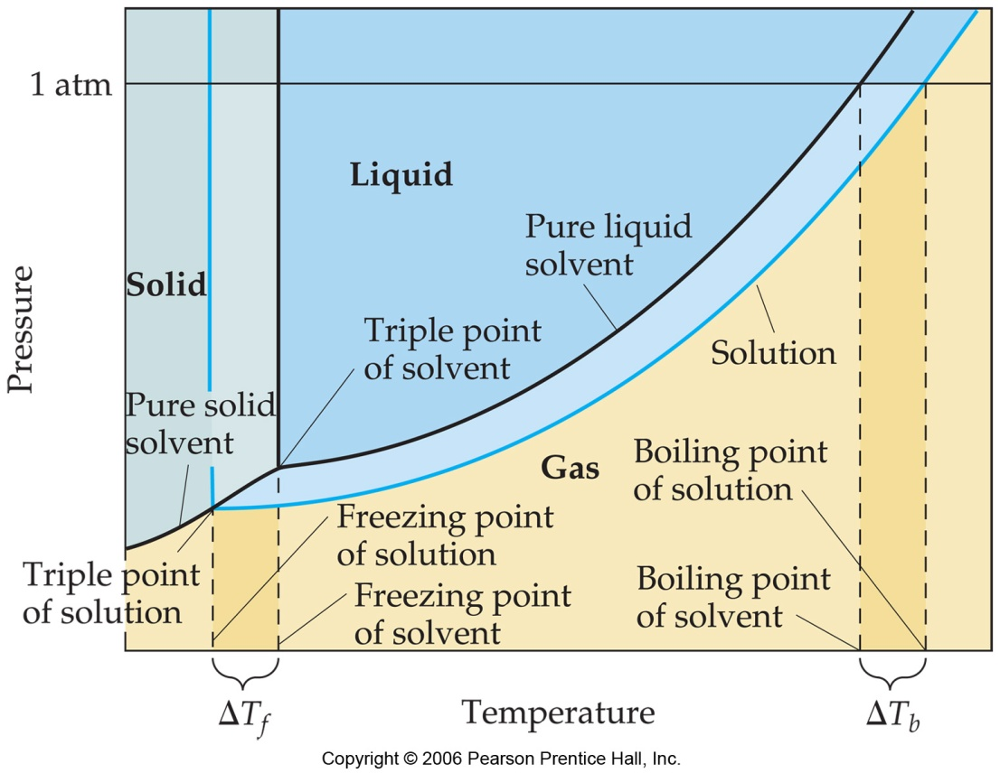 1 atm
Liquid
Pure liquid
solvent
Solid
Pressure
Triple point
of solvent
Solution
Pure solid
solvent
Boiling point
of solution
Gas
Freezing point
of solution
Triple point
of solution
Boiling point
of solvent
Freezing point
of solvent
ΔTf
Temperature
ΔTb
Copyright © 2006 Pearson Prentice Hall, Inc.